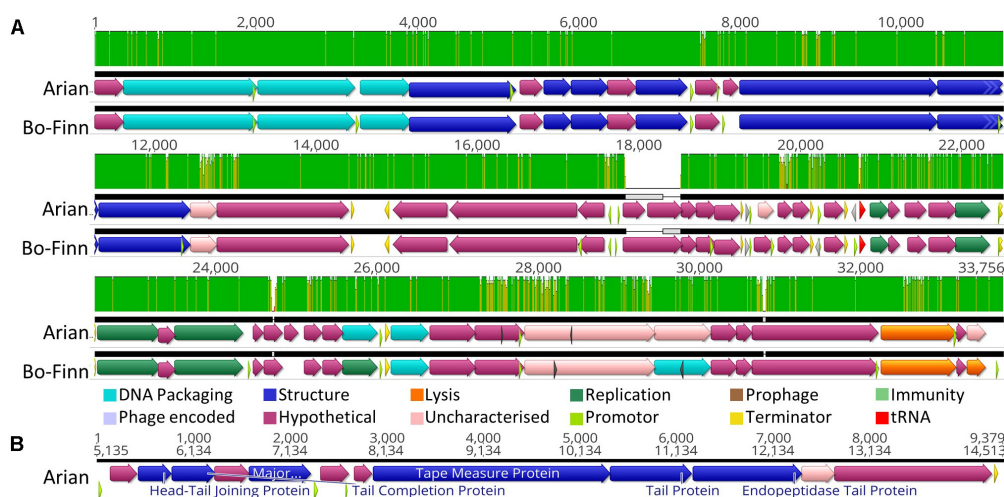 A
1 2,000 4,000 6,000 8,000 10,000
Arian
Bo-Finn
12,000 14,000 16,000 18,000 20,000 22,000
Arian
Bo-Finn
24,000 26,000 28,000 30,000 32,000 33,756
Arian
Bo-Finn
DNA Packaging Structure Lysis Replication Prophage Immunity
Phage encoded Hypothetical Uncharacterised Promotor Terminator tRNA
B
1 1,000 2,000 3,000 4,000 5,000 6,000 7,000 8,000 9,379
5,135 6,134 7,134 8,134 9,134 10,134 11,134 12,134 13,134 14,513
Arian Major... Tape Measure Protein
Head-Tail Joining Protein Tail Completion Protein Tail Protein Endopeptidase Tail Protein